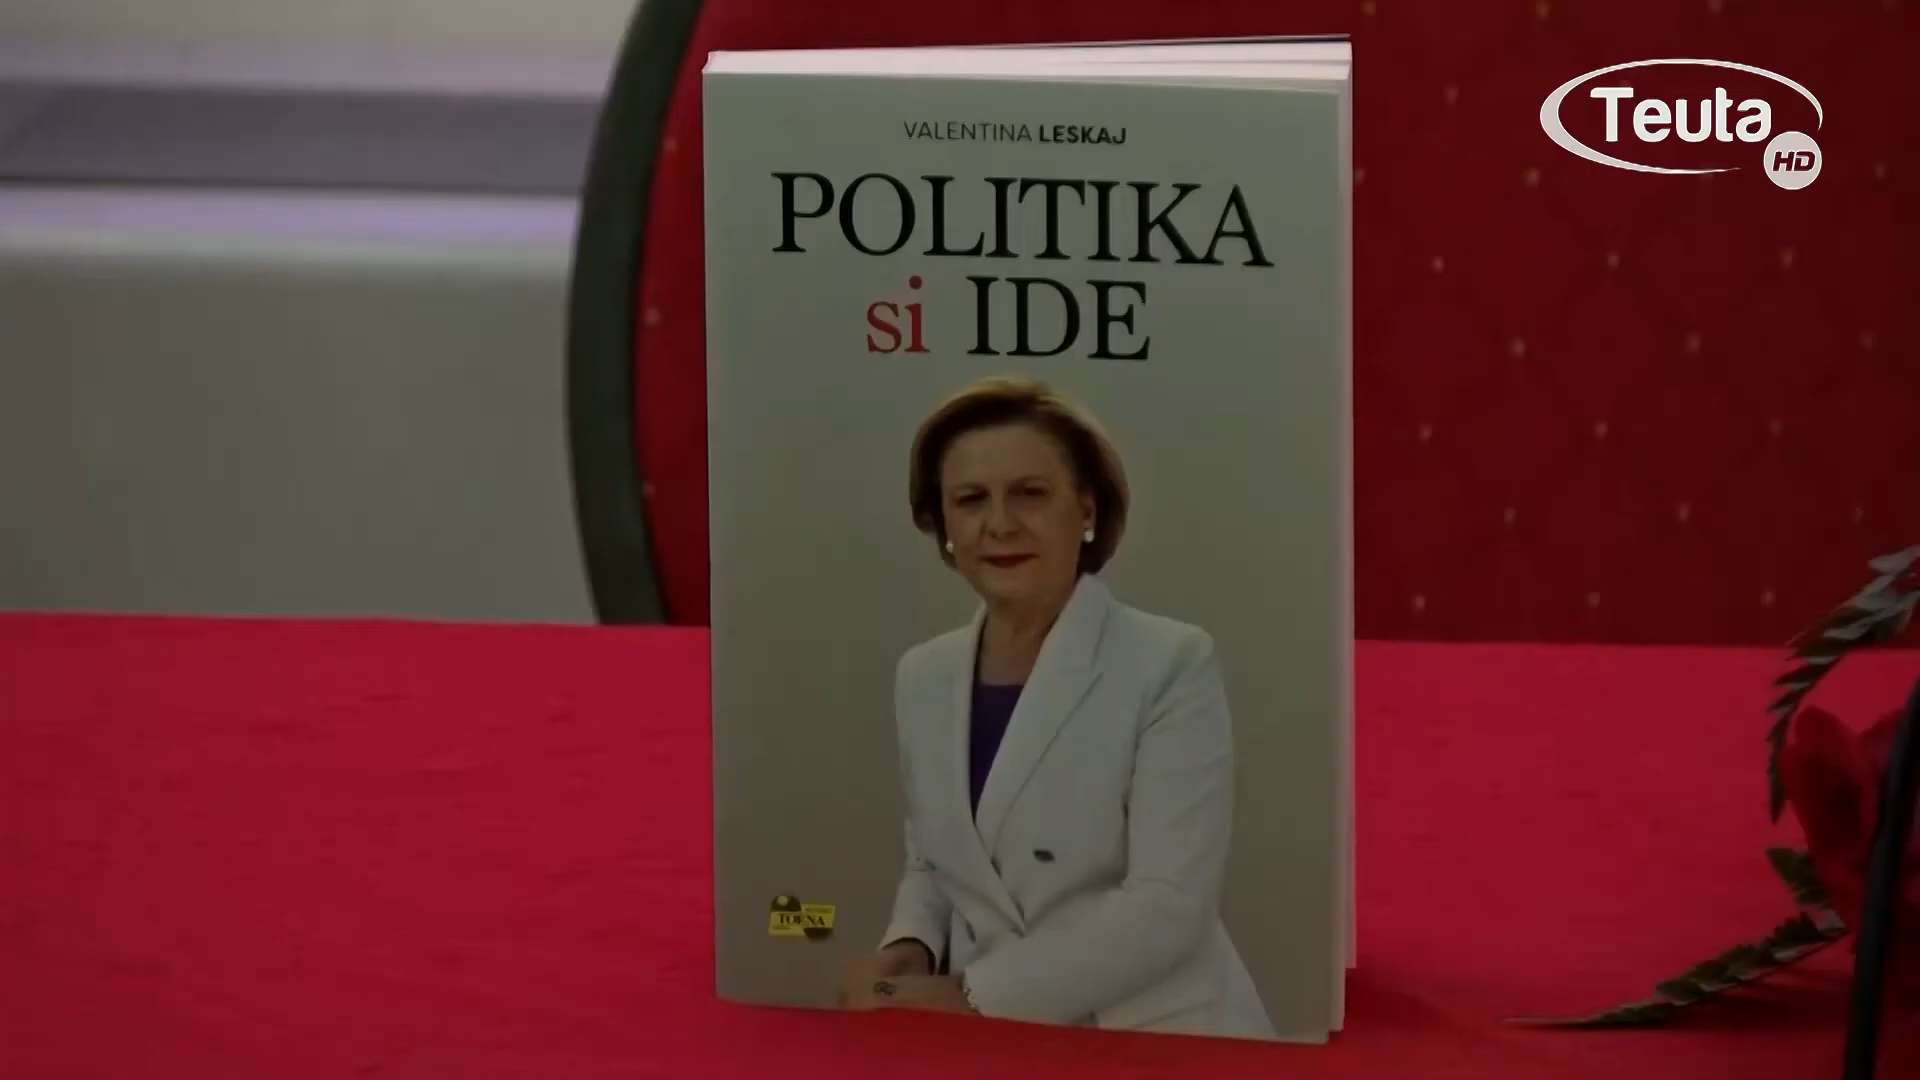 VALENTINA LESKAJ
POLITIKA
si IDE
TOENA
Teuta
HD